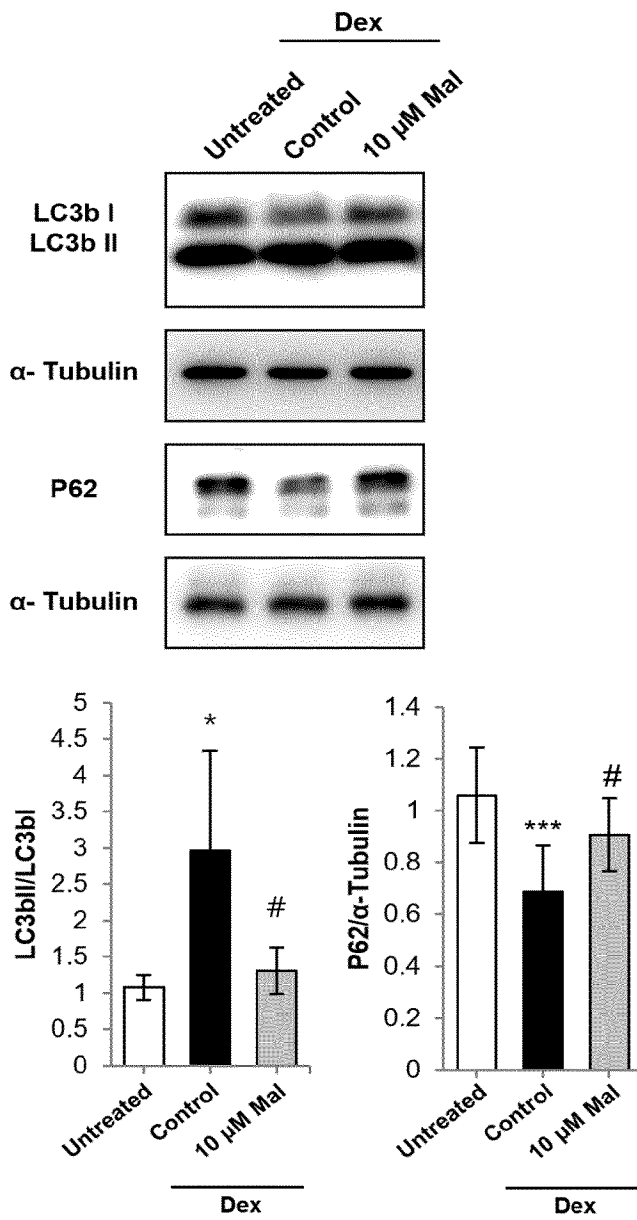 Dex
Untreated
Control
10 µM Mal
LC3b I
LC3b II
α- Tubulin
P62
α- Tubulin
LC3bII/LC3bI
5
4.5
4
3.5
3
2.5
2
1.5
1
0.5
0
*
#
Untreated
Control
10 µM Mal
Dex
P62/α-Tubulin
1.4
1.2
1
0.8
0.6
0.4
0.2
0
***
#
Untreated
Control
10 µM Mal
Dex